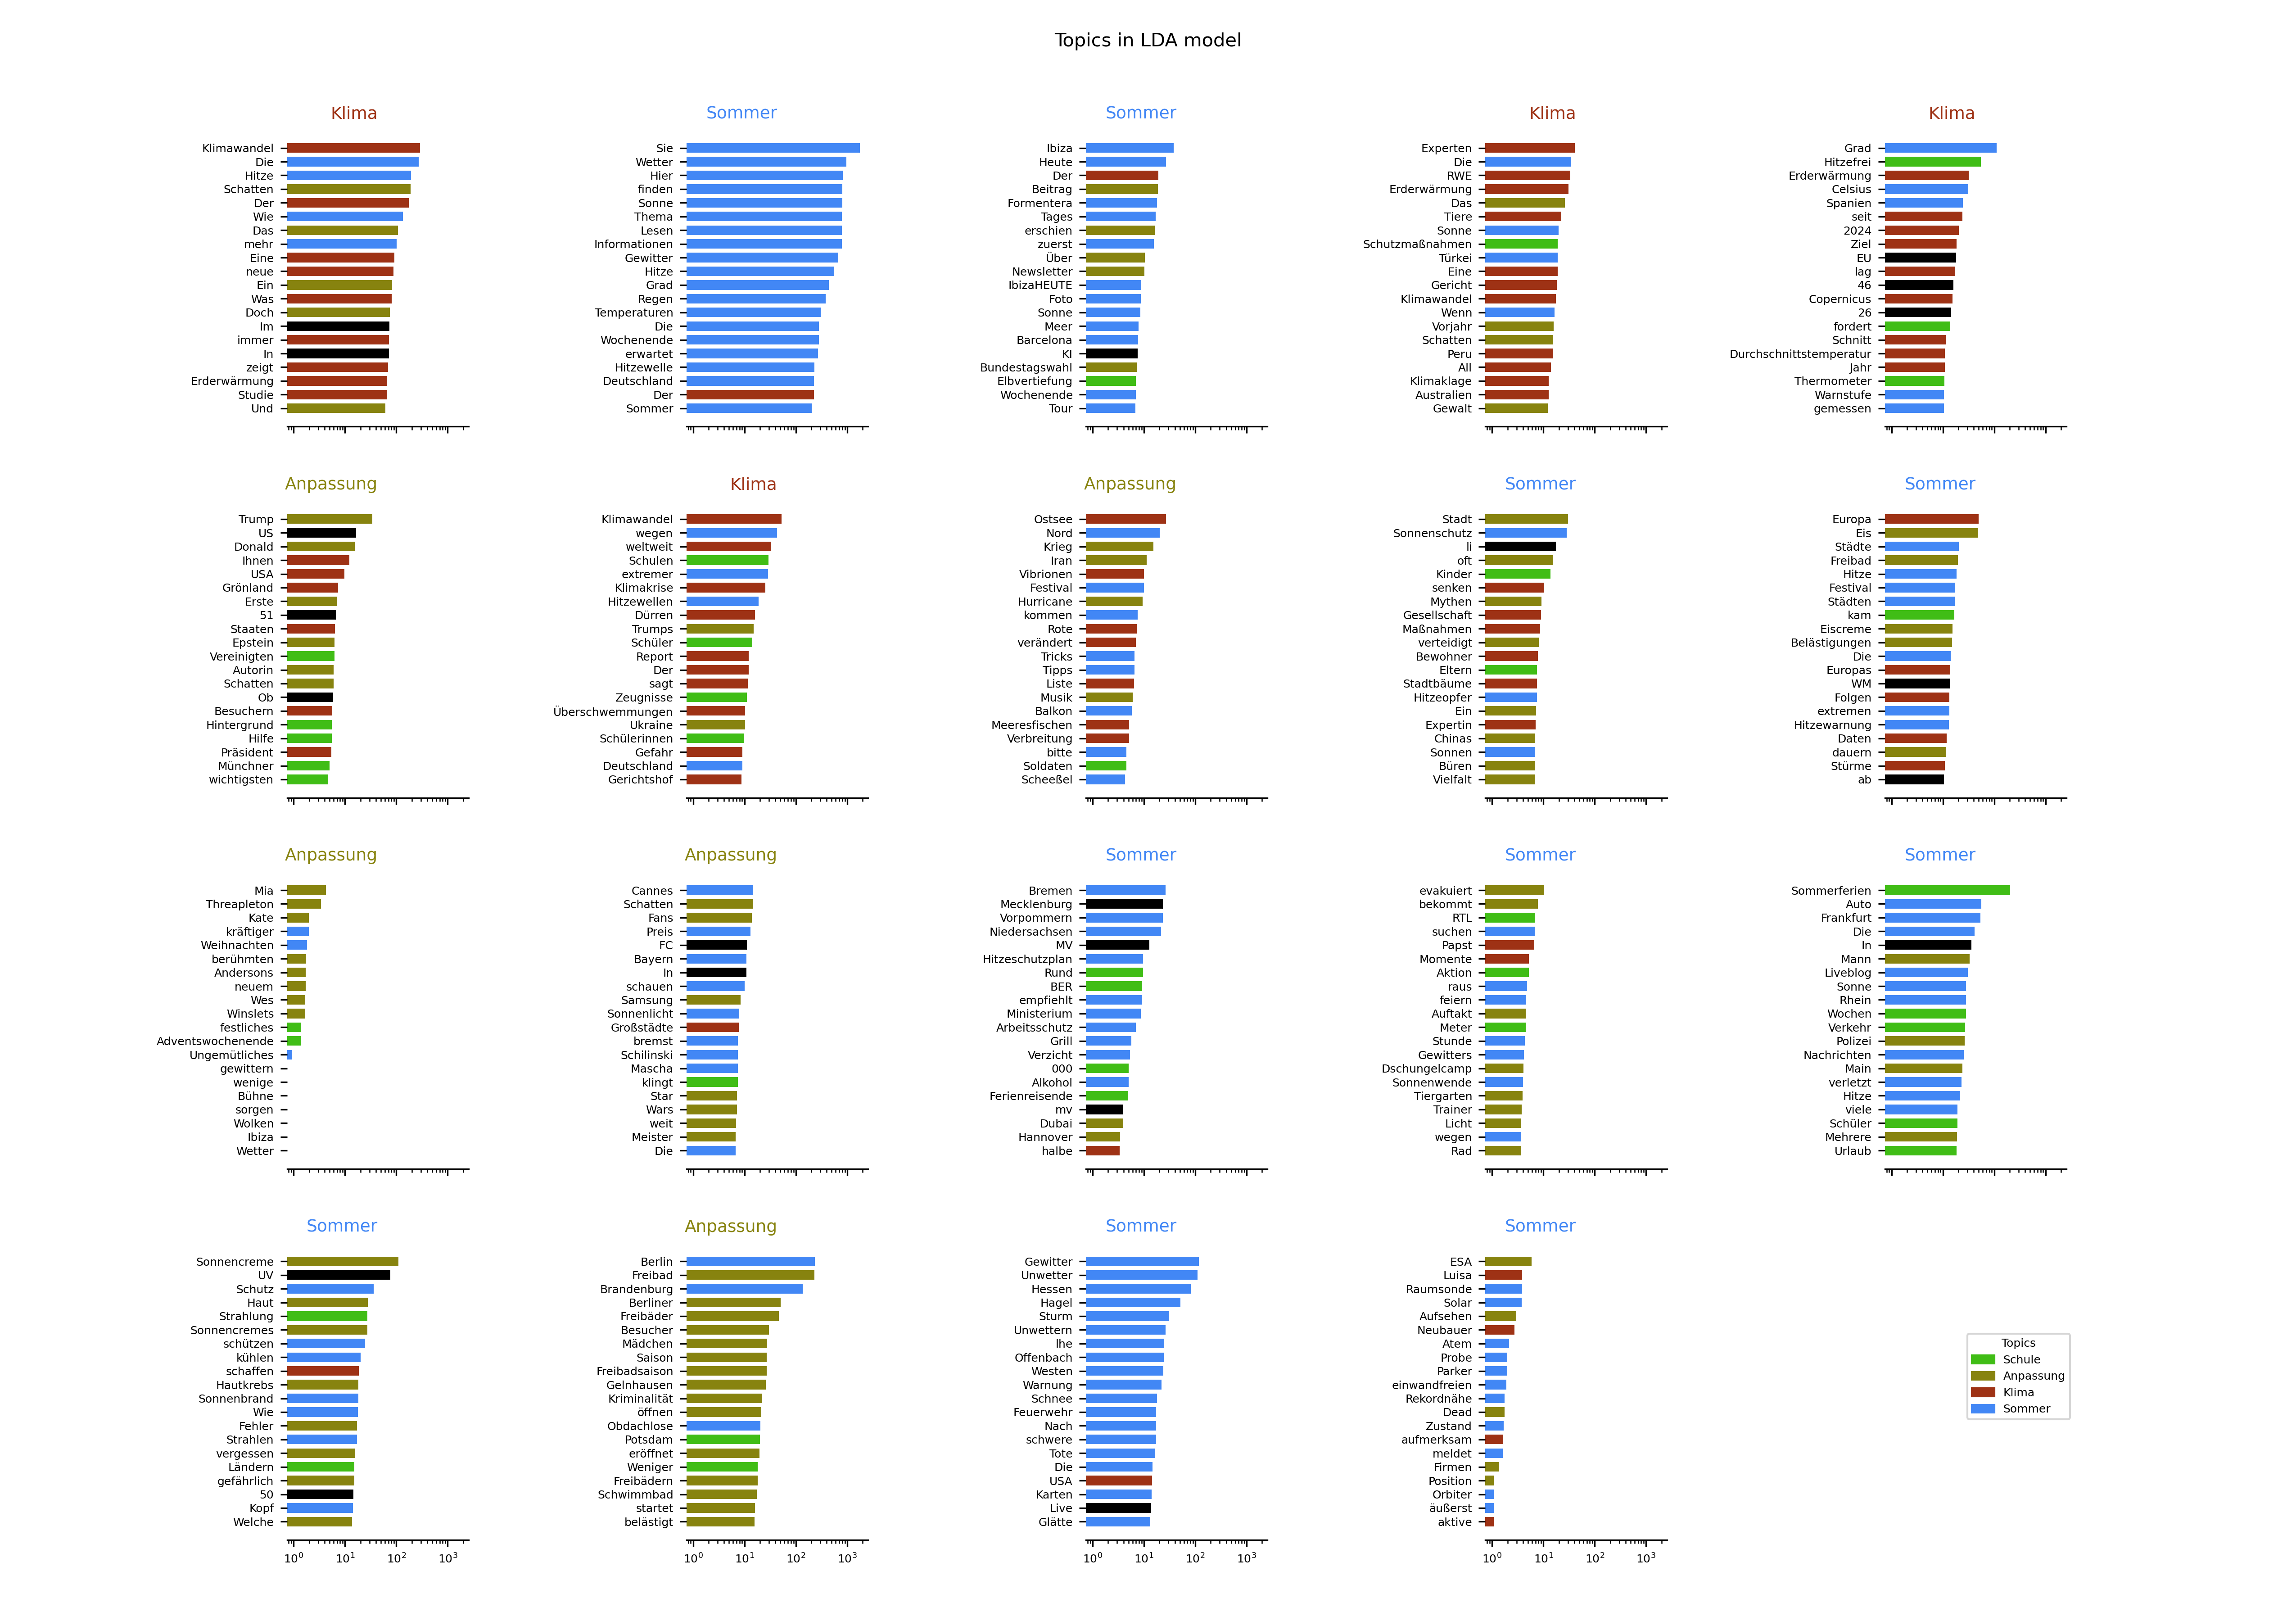 Topics in LDA model
Klima
Klimawandel
Die
Hitze
Schatten
Der
Wie
Das
mehr
Eine
neue
Ein
Was
Doch
Im
immer
In
zeigt
Erderwärmung
Studie
Und
Sommer
Sie
Wetter
Hier
finden
Sonne
Thema
Lesen
Informationen
Gewitter
Hitze
Grad
Regen
Temperaturen
Die
Wochenende
erwartet
Hitzewelle
Deutschland
Der
Sommer
Sommer
Ibiza
Heute
Der
Beitrag
Formentera
Tages
erschien
zuerst
Über
Newsletter
IbizaHEUTE
Foto
Sonne
Meer
Barcelona
KI
Bundestagswahl
Elbvertiefung
Wochenende
Tour
Klima
Experten
Die
RWE
Erderwärmung
Das
Tiere
Sonne
Schutzmaßnahmen
Türkei
Eine
Gericht
Klimawandel
Wenn
Vorjahr
Schatten
Peru
All
Klimaklage
Australien
Gewalt
Klima
Grad
Hitzefrei
Erderwärmung
Celsius
Spanien
seit
2024
Ziel
EU
lag
46
Copernicus
26
fordert
Schnitt
Durchschnittstemperatur
Jahr
Thermometer
Warnstufe
gemessen
Anpassung
Trump
US
Donald
Ihnen
USA
Grönland
Erste
51
Staaten
Epstein
Vereinigten
Autorin
Schatten
Ob
Besuchern
Hintergrund
Hilfe
Präsident
Münchner
wichtigsten
Klima
Klimawandel
wegen
weltweit
Schulen
extremer
Klimakrise
Hitzewellen
Dürren
Trumps
Schüler
Report
Der
sagt
Zeugnisse
Überschwemmungen
Ukraine
Schülerinnen
Gefahr
Deutschland
Gerichtshof
Anpassung
Ostsee
Nord
Krieg
Iran
Vibrionen
Festival
Hurricane
kommen
Rote
verändert
Tricks
Tipps
Liste
Musik
Balkon
Meeresfischen
Verbreitung
bitte
Soldaten
Scheeßel
Sommer
Stadt
Sonnenschutz
li
oft
Kinder
senken
Mythen
Gesellschaft
Maßnahmen
verteidigt
Bewohner
Eltern
Stadtbäume
Hitzeopfer
Ein
Expertin
Chinas
Sonnen
Büren
Vielfalt
Sommer
Europa
Eis
Städte
Freibad
Hitze
Festival
Städten
kam
Eiscreme
Belästigungen
Die
Europas
WM
Folgen
extremen
Hitzewarnung
Daten
dauern
Stürme
ab
Anpassung
Mia
Threapleton
Kate
kräftiger
Weihnachten
berühmten
Andersons
neuem
Wes
Winslets
festliches
Adventswochenende
Ungemütliches
gewittern
wenige
Bühne
sorgen
Wolken
Ibiza
Wetter
Anpassung
Cannes
Schatten
Fans
Preis
FC
Bayern
In
schauen
Samsung
Sonnenlicht
Großstädte
bremst
Schilinski
Mascha
klingt
Star
Wars
weit
Meister
Die
Sommer
Bremen
Mecklenburg
Vorpommern
Niedersachsen
MV
Hitzeschutzplan
Rund
BER
empfiehlt
Ministerium
Arbeitsschutz
Grill
Verzicht
000
Alkohol
Ferienreisende
mv
Dubai
Hannover
halbe
Sommer
evakuiert
bekommt
RTL
suchen
Papst
Momente
Aktion
raus
feiern
Auftakt
Meter
Stunde
Gewitters
Dschungelcamp
Sonnenwende
Tiergarten
Trainer
Licht
wegen
Rad
Sommer
Sommerferien
Auto
Frankfurt
Die
In
Mann
Liveblog
Sonne
Rhein
Wochen
Verkehr
Polizei
Nachrichten
Main
verletzt
Hitze
viele
Schüler
Mehrere
Urlaub
Sommer
Sonnencreme
UV
Schutz
Haut
Strahlung
Sonnencremes
schützen
kühlen
schaffen
Hautkrebs
Sonnenbrand
Wie
Fehler
Strahlen
vergessen
Ländern
gefährlich
50
Kopf
Welche
10⁰ 10¹ 10² 10³
Anpassung
Berlin
Freibad
Brandenburg
Berliner
Freibäder
Besucher
Mädchen
Saison
Freibadsaison
Gelnhausen
Kriminalität
öffnen
Obdachlose
Potsdam
eröffnet
Weniger
Freibädern
Schwimmbad
startet
belästigt
10⁰ 10¹ 10² 10³
Sommer
Gewitter
Unwetter
Hessen
Hagel
Sturm
Unwettern
Ihe
Offenbach
Westen
Warnung
Schnee
Feuerwehr
Nach
schwere
Tote
Die
USA
Karten
Live
Glätte
10⁰ 10¹ 10² 10³
Sommer
ESA
Luisa
Raumsonde
Solar
Aufsehen
Neubauer
Atem
Probe
Parker
einwandfreien
Rekordnähe
Dead
Zustand
aufmerksam
meldet
Firmen
Position
Orbiter
äußerst
aktive
10⁰ 10¹ 10² 10³
Topics
Schule
Anpassung
Klima
Sommer